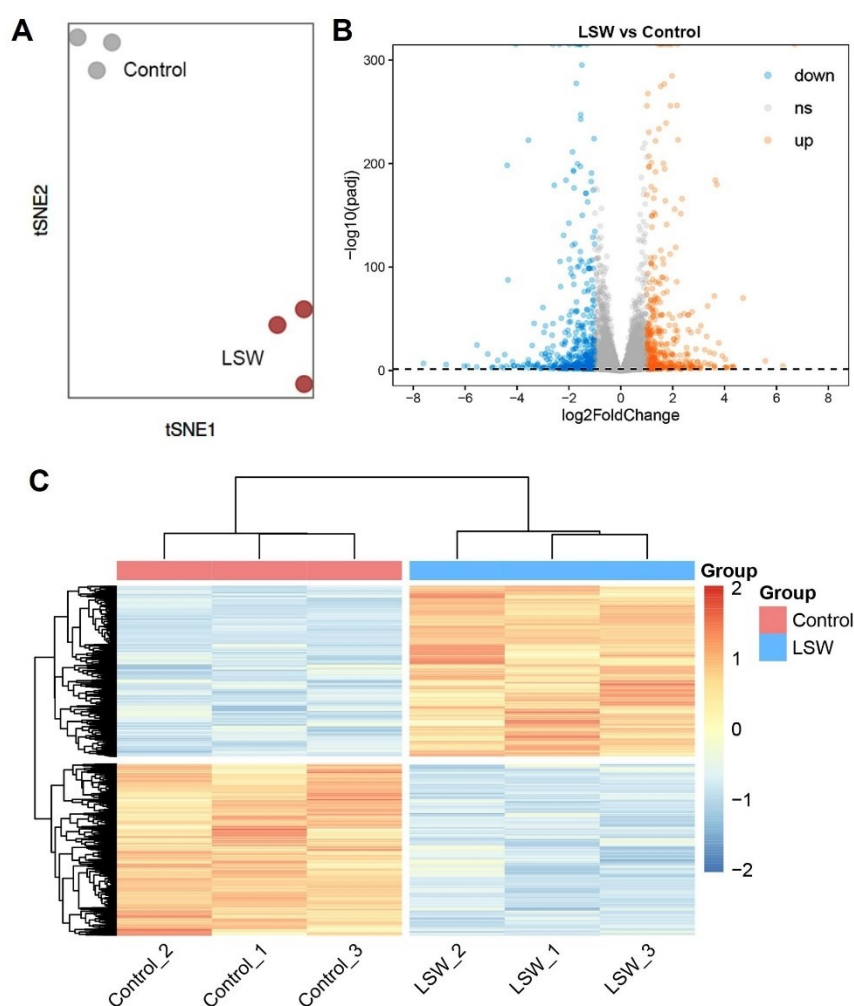 A
Control
LSW
tSNE2
tSNE1
B
LSW vs Control
300
200
100
0
−log10(padj)
down
ns
up
−8
−6
−4
−2
0
2
4
6
8
log2FoldChange
C
Group
2
1
0
−1
−2
Group
Control
LSW
Control_2
Control_1
Control_3
LSW_2
LSW_1
LSW_3